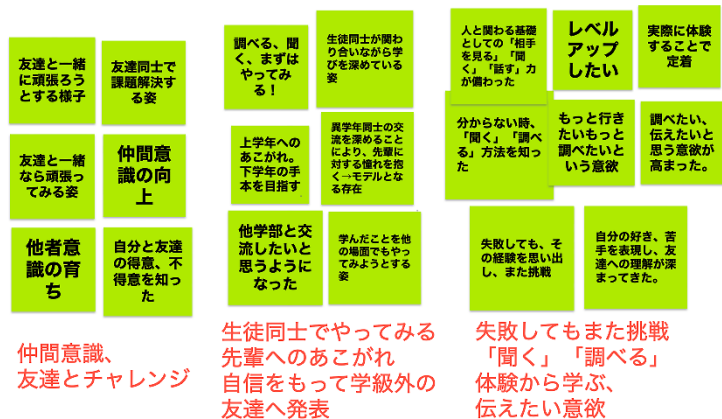 友達と一緒
に頑張ろう
とする様子
友達同士で
課題解決す
る姿
友達と一緒
なら頑張っ
てみる姿
仲間意
識の向
上
他者意
識の育
ち
自分と友達
の得意、不
得意を知っ
た
仲間意識、
友達とチャレンジ
調べる、聞
く、まずは
やってみ
る！
生徒同士が関わ
り合いながら学
びを深めている
姿
上学年への
あこがれ。
下学年の手
本を目指す
異学年同士の交
流を深めること
により、先輩に
対する憧れを抱
く→モデルとな
る存在
他学部と交
流したいと
思うように
なった
学んだことを他
の場面でもやっ
てみようとする
姿
生徒同士でやってみる
先輩へのあこがれ
自信をもって学級外の
友達へ発表
人と関わる基礎
としての「相手
を見る」「聞
く」「話す」力
が備わった
レベル
アップ
したい
実際に体験
することで
定着
分からない時、
「聞く」「調べ
る」方法を知っ
た
もっと行き
たいもっと
調べたいと
いう意欲
調べたい、
伝えたいと
思う意欲が
高まった。
失敗しても、そ
の経験を思い出
し、また挑戦
自分の好き、苦
手を表現し、友
達への理解が深
まってきた。
失敗してもまた挑戦
「聞く」「調べる」
体験から学ぶ、
伝えたい意欲